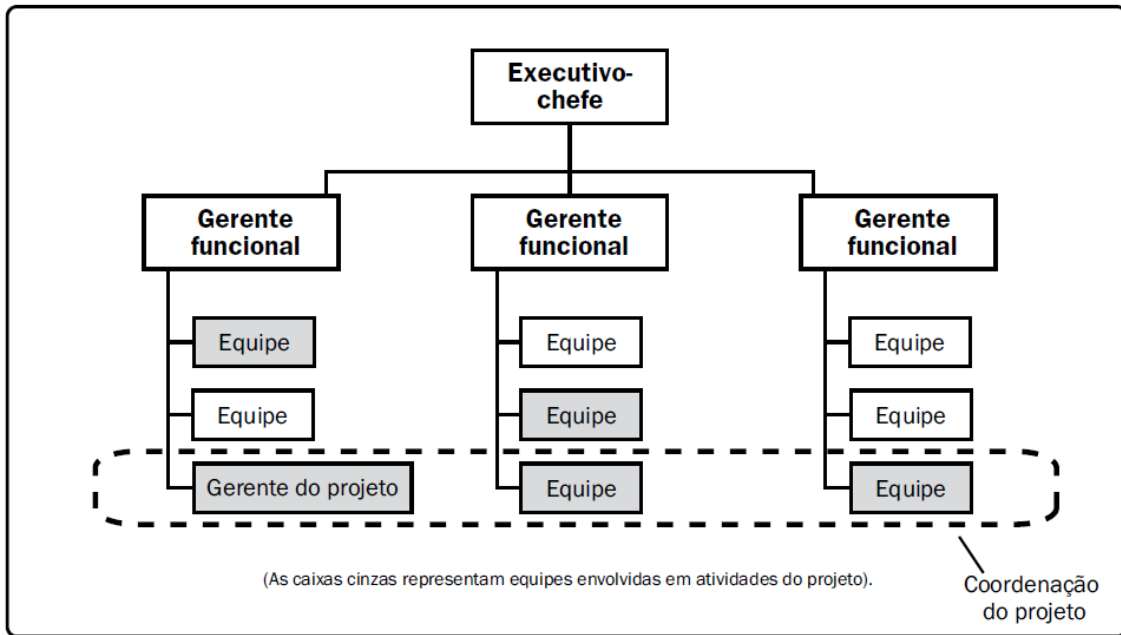 Executivo-
chefe
Gerente
funcional
Gerente
funcional
Gerente
funcional
Equipe
Equipe
Equipe
Equipe
Equipe
Equipe
Gerente do projeto
Equipe
Equipe
(As caixas cinzas representam equipes envolvidas em atividades do projeto).
Coordenação
do projeto